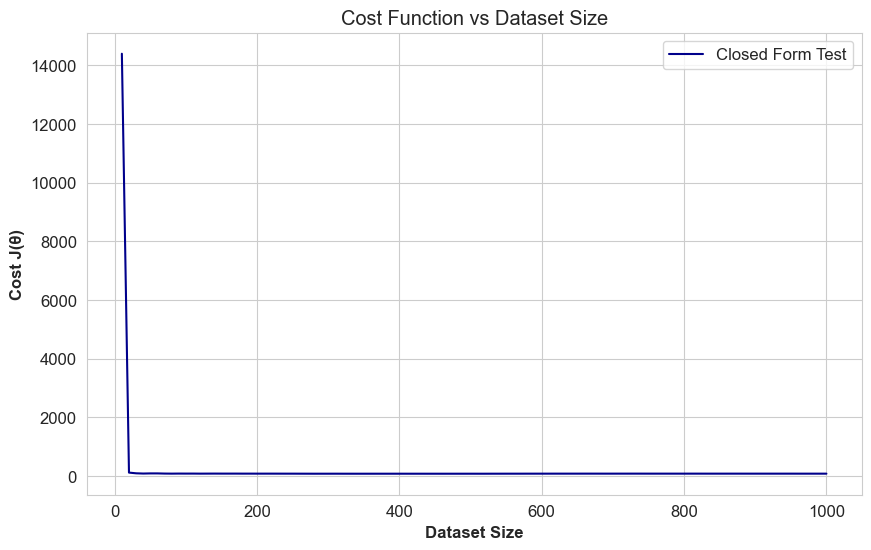 Cost Function vs Dataset Size
Closed Form Test
14000
12000
10000
8000
6000
4000
2000
0
Cost J(θ)
0 200 400 600 800 1000
Dataset Size